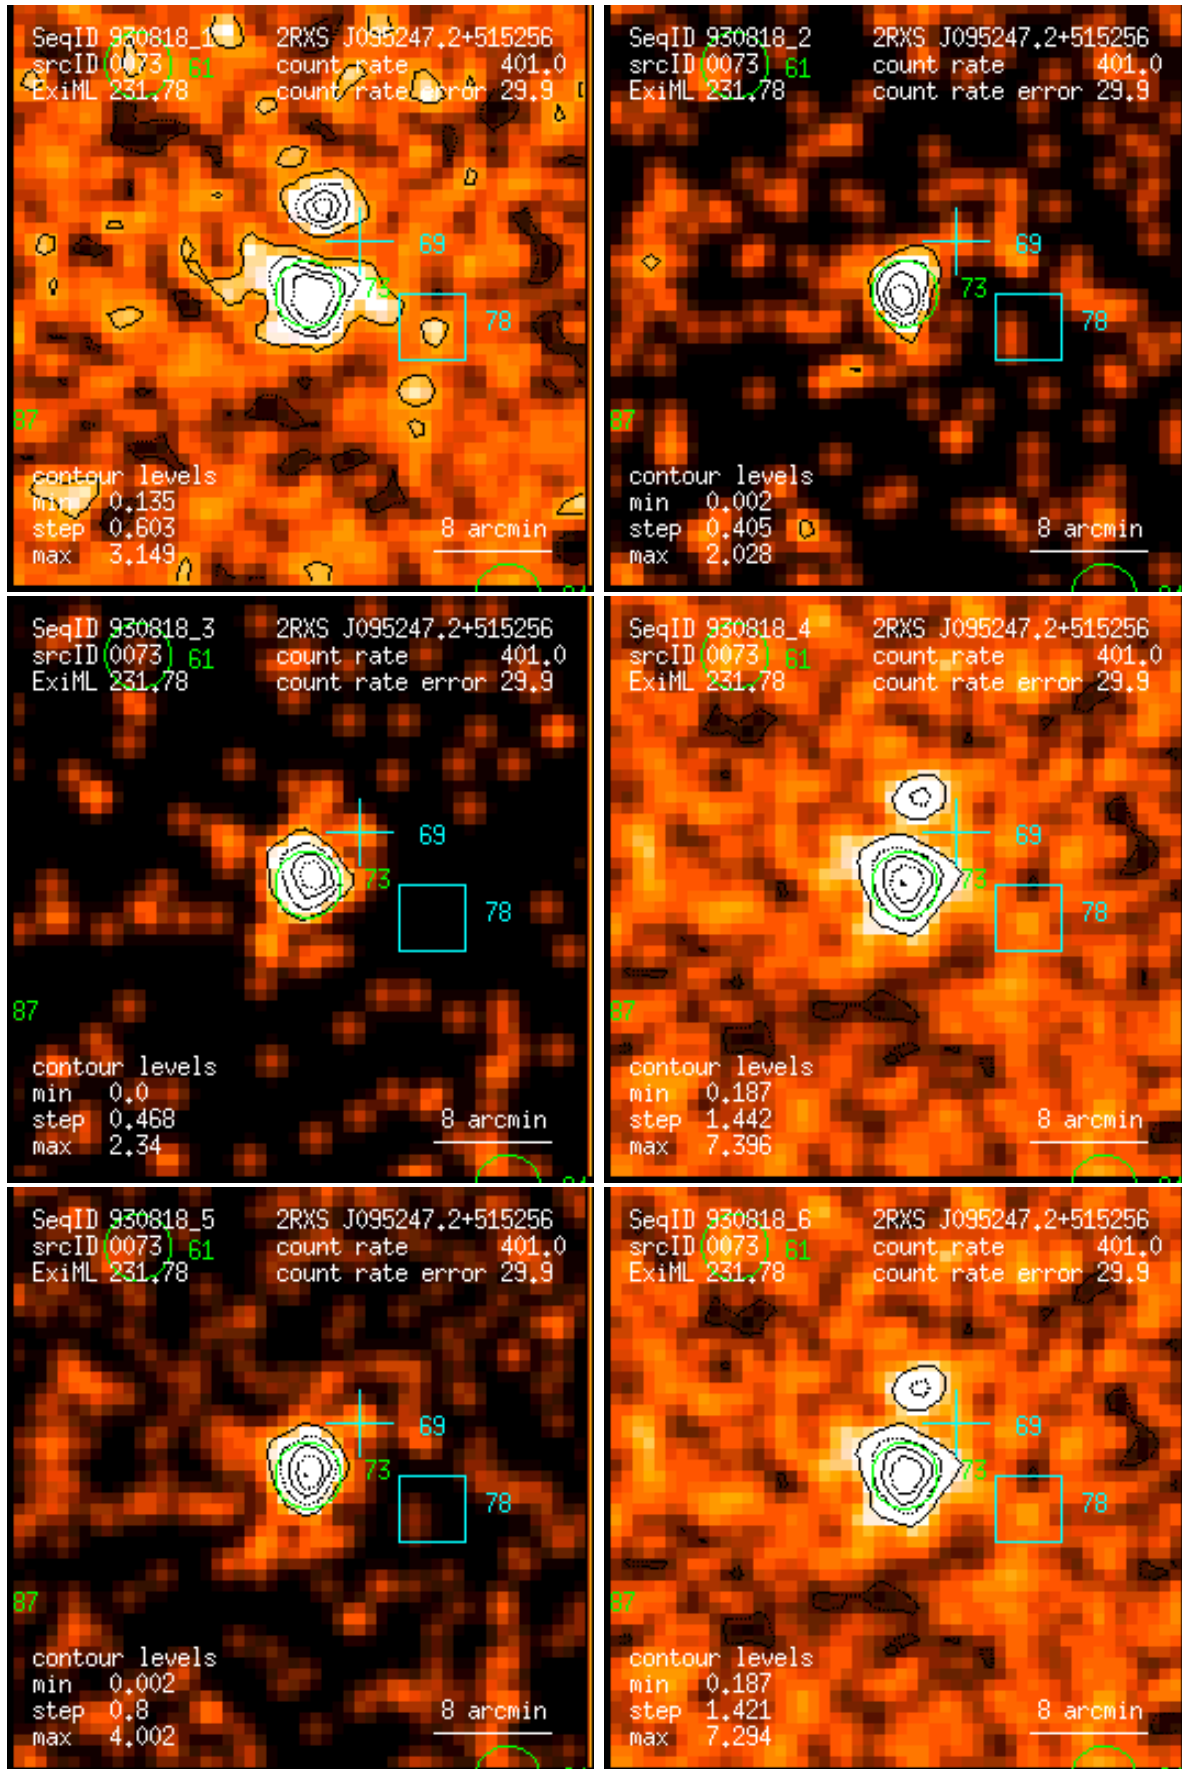 SeqID 930818_1 2RXS J095247.2+515256
srcID 0073 61 count rate 401.0
ExiML 231.78 count rate error 29.9
69
73
78
87
contour levels
min 0.135
step 0.603 8 arcmin
max 3.149
SeqID 930818_2 2RXS J095247.2+515256
srcID 0073 61 count rate 401.0
ExiML 231.78 count rate error 29.9
69
73
78
87
contour levels
min 0.002
step 0.405 8 arcmin
max 2.028
SeqID 930818_3 2RXS J095247.2+515256
srcID 0073 61 count rate 401.0
ExiML 231.78 count rate error 29.9
69
73
78
87
contour levels
min 0.0
step 0.468 8 arcmin
max 2.34
SeqID 930818_4 2RXS J095247.2+515256
srcID 0073 61 count rate 401.0
ExiML 231.78 count rate error 29.9
69
73
78
87
contour levels
min 0.187
step 1.442 8 arcmin
max 7.396
SeqID 930818_5 2RXS J095247.2+515256
srcID 0073 61 count rate 401.0
ExiML 231.78 count rate error 29.9
69
73
78
87
contour levels
min 0.002
step 0.8 8 arcmin
max 4.002
SeqID 930818_6 2RXS J095247.2+515256
srcID 0073 61 count rate 401.0
ExiML 231.78 count rate error 29.9
69
73
78
87
contour levels
min 0.187
step 1.421 8 arcmin
max 7.294